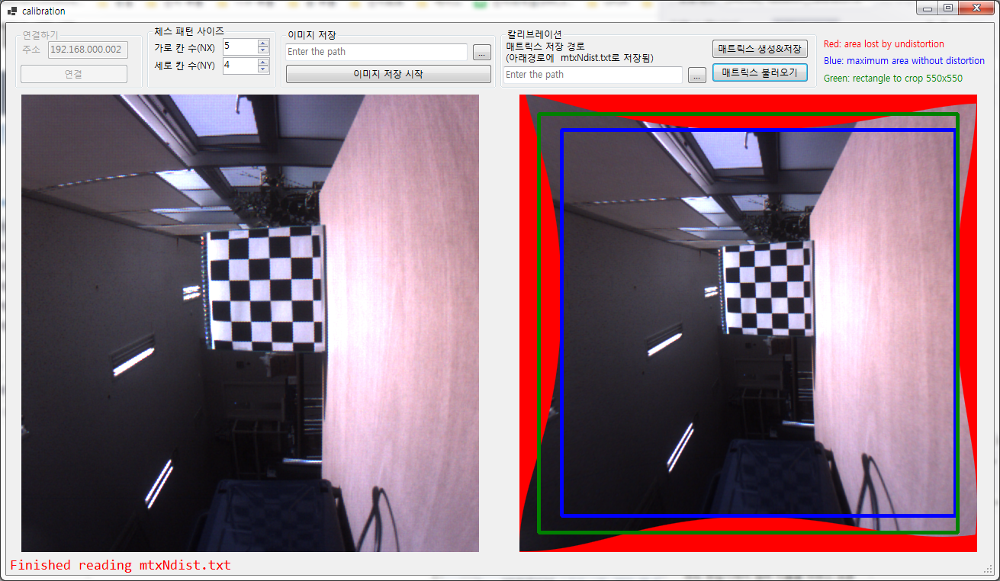 calibration
연결하기
주소 192.168.000.002
연결
체스 패턴 사이즈
가로 칸 수(NX) 5
세로 칸 수(NY) 4
이미지 저장
Enter the path ...
이미지 저장 시작
칼리브레이션
매트릭스 저장 경로
(아래경로에 mtxNdist.txt로 저장됨)
Enter the path ...
매트릭스 생성&저장
매트릭스 불러오기
Red: area lost by undistortion
Blue: maximum area without distortion
Green: rectangle to crop 550x550
Finished reading mtxNdist.txt